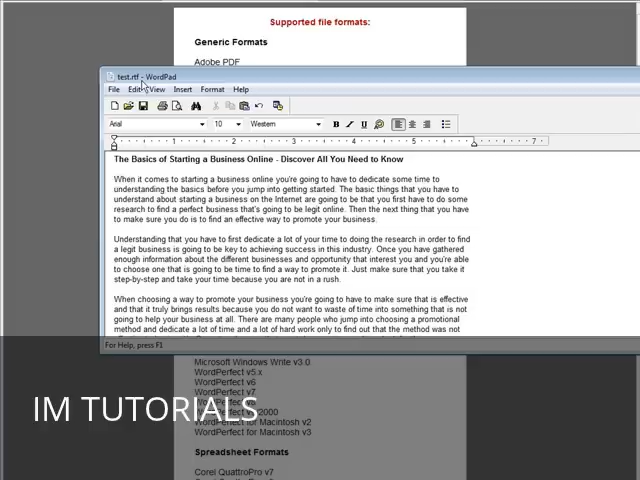 Supported file formats:
Generic Formats
Adobe PDF
test.rtf - WordPad
File Edit View Insert Format Help
Arial 10 Western B I U
1 2 3 4 5 7
The Basics of Starting a Business Online - Discover All You Need to Know
When it comes to starting a business online you're going to have to dedicate some time to
understanding the basics before you jump into getting started. The basic things that you have to
understand about starting a business on the Internet are going to be that you first have to do some
research to find a perfect business that's going to be legit online. Then the next thing that you have
to make sure you do is to find an effective way to promote your business.
Understanding that you have to first dedicate a lot of your time to doing the research in order to find
a legit business is going to be key to achieving success in this industry. Once you have gathered
enough information about the different businesses and opportunity that interest you and you're able
to choose one that is going to be time to find a way to promote it. Just make sure that you take it
step-by-step and take your time because you are not in a rush.
When choosing a way to promote your business you're going to have to make sure that is effective
and that it truly brings results because you do not want to waste of time into something that is not
going to help your business at all. There are many people who jump into choosing a promotional
method and dedicate a lot of time and a lot of hard work only to find out that the method was not
For Help, press F1
Microsoft Windows Write v3.0
WordPerfect v5.x
WordPerfect v6
WordPerfect v7
IM TUTORIALS
WordPerfect for Macintosh v2
WordPerfect for Macintosh v3
Spreadsheet Formats
Corel QuattroPro v7